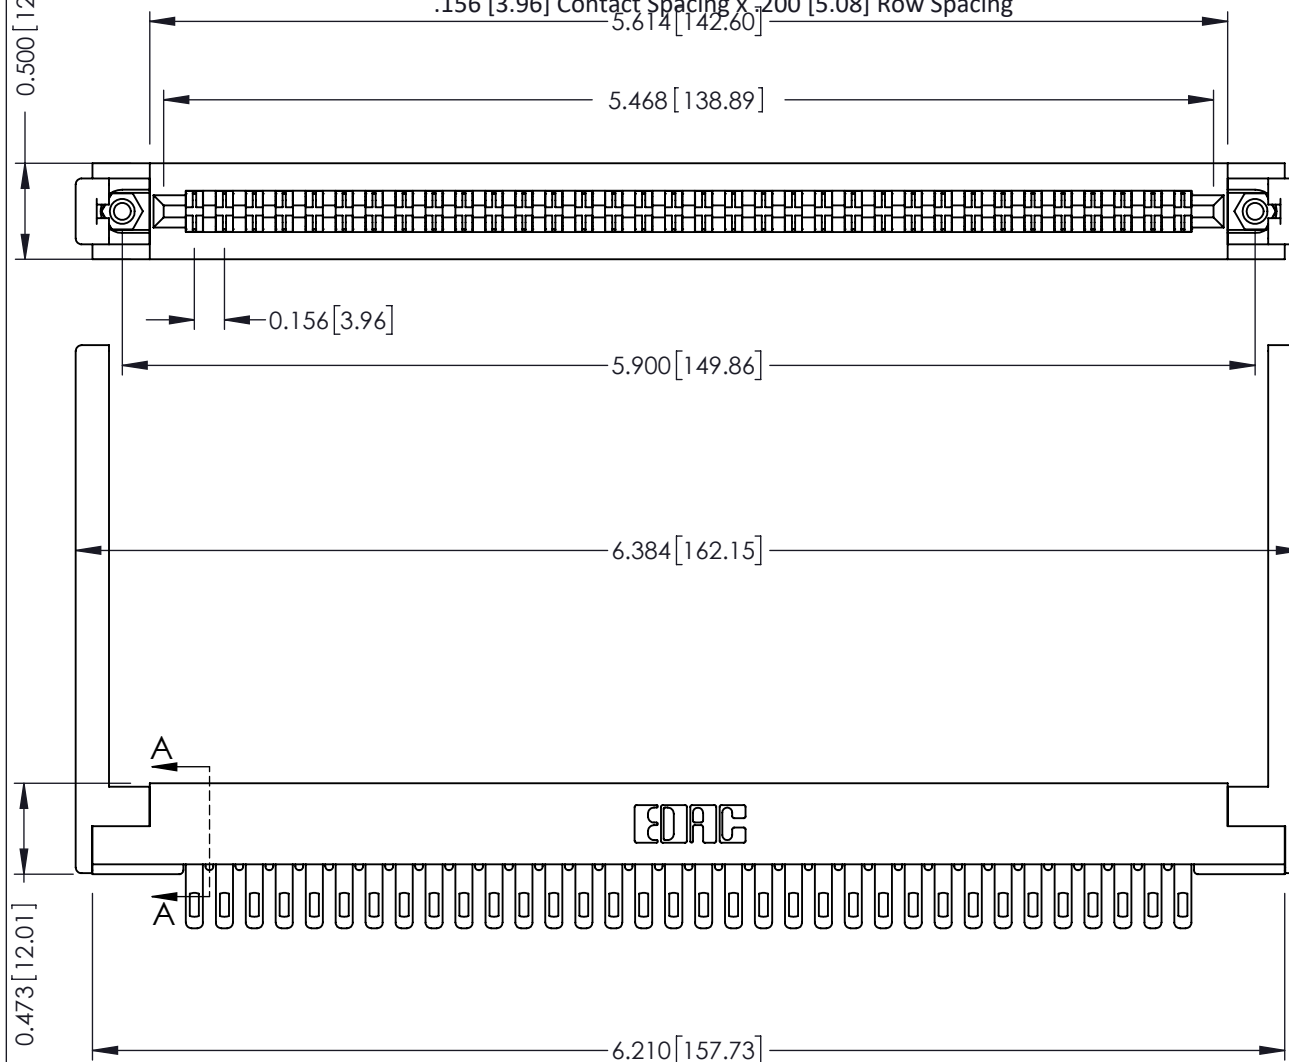 .156 [3.96] Contact Spacing x .200 [5.08] Row Spacing
5.614[142.60]
0.500[12
5.468[138.89]
0.156[3.96]
5.900[149.86]
6.384[162.15]
A
EDAC
A
0.473[12.01]
6.210[157.73]